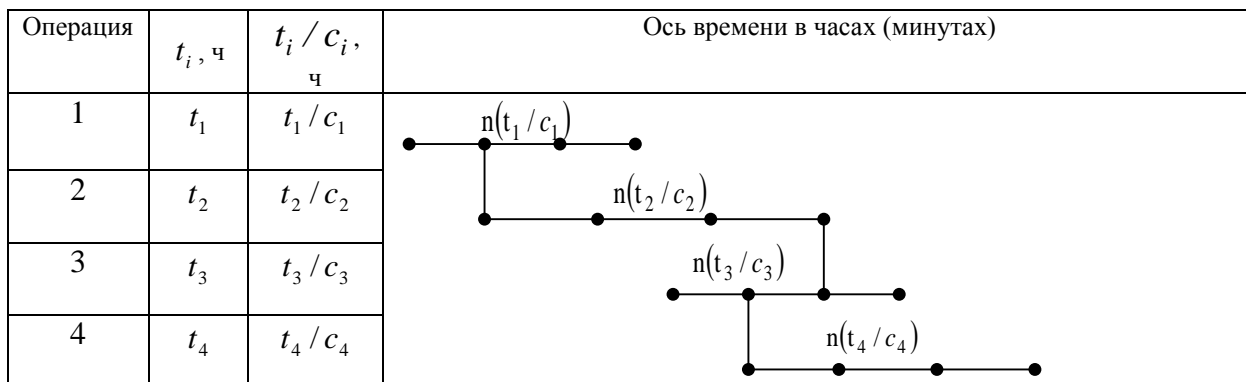 Операция t_i, ч t_i / c_i, ч Ось времени в часах (минутах)
1 t_1 t_1 / c_1 n(t_1 / c_1)
2 t_2 t_2 / c_2 n(t_2 / c_2)
3 t_3 t_3 / c_3 n(t_3 / c_3)
4 t_4 t_4 / c_4 n(t_4 / c_4)